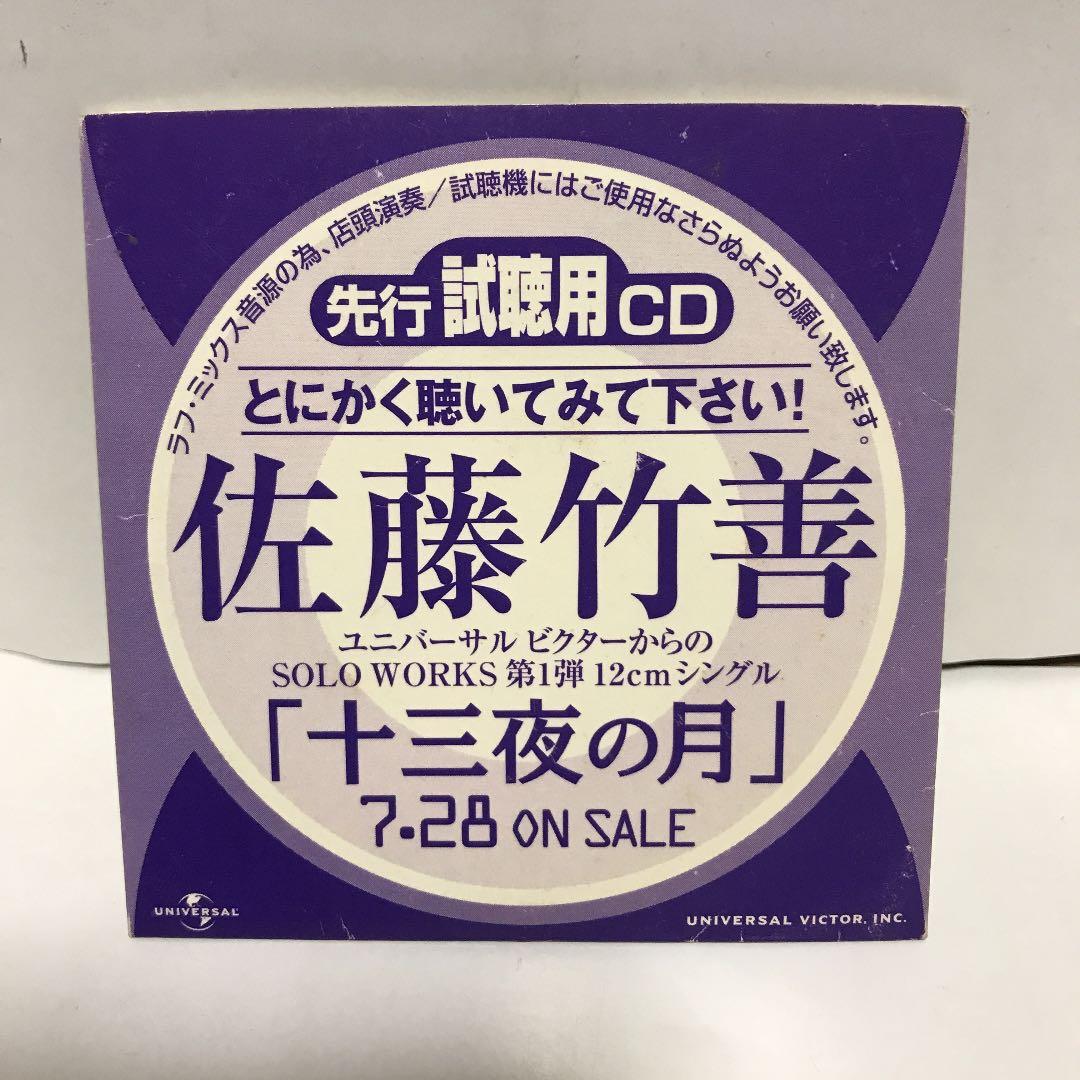 ラフ・ミックス音源の為、店頭演奏/試聴機にはご使用なさらぬようお願い致します。
先行 試聴用 CD
とにかく聴いてみて下さい!
佐藤竹善
ユニバーサル ビクターからの
SOLO WORKS 第1弾 12cmシングル
「十三夜の月」
7.28 ON SALE
UNIVERSAL
UNIVERSAL VICTOR, INC.